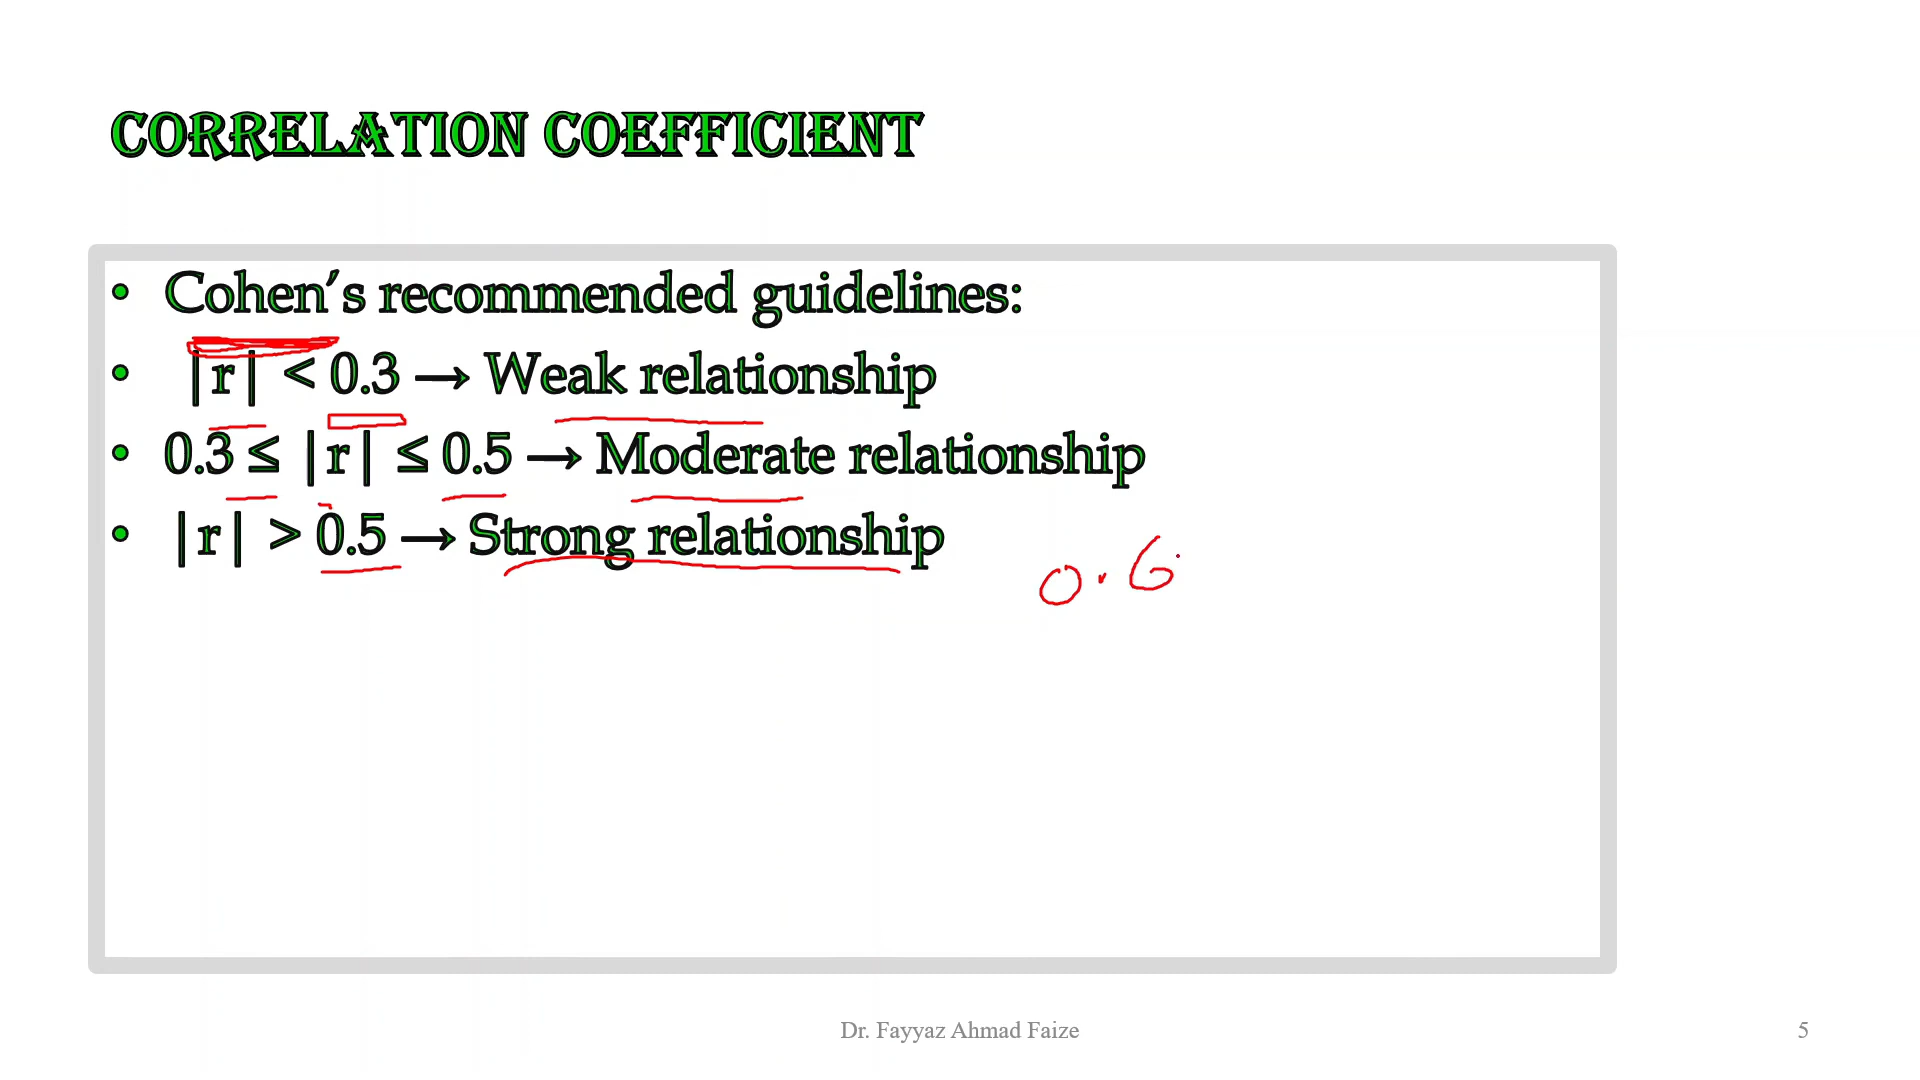 CORRELATION COEFFICIENT
• Cohen's recommended guidelines:
• |r| < 0.3 → Weak relationship
• 0.3 ≤ |r| ≤ 0.5 → Moderate relationship
• |r| > 0.5 → Strong relationship
0.6
Dr. Fayyaz Ahmad Faize
5